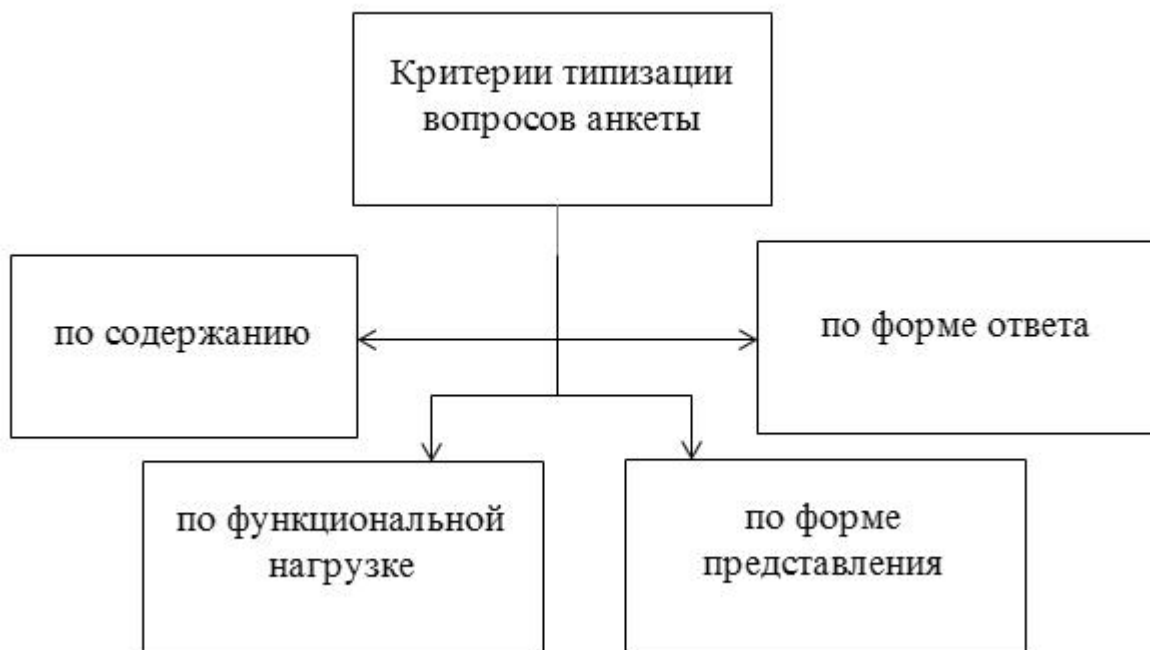 Критерии типизации
вопросов анкеты
по содержанию
по форме ответа
по функциональной
нагрузке
по форме
представления